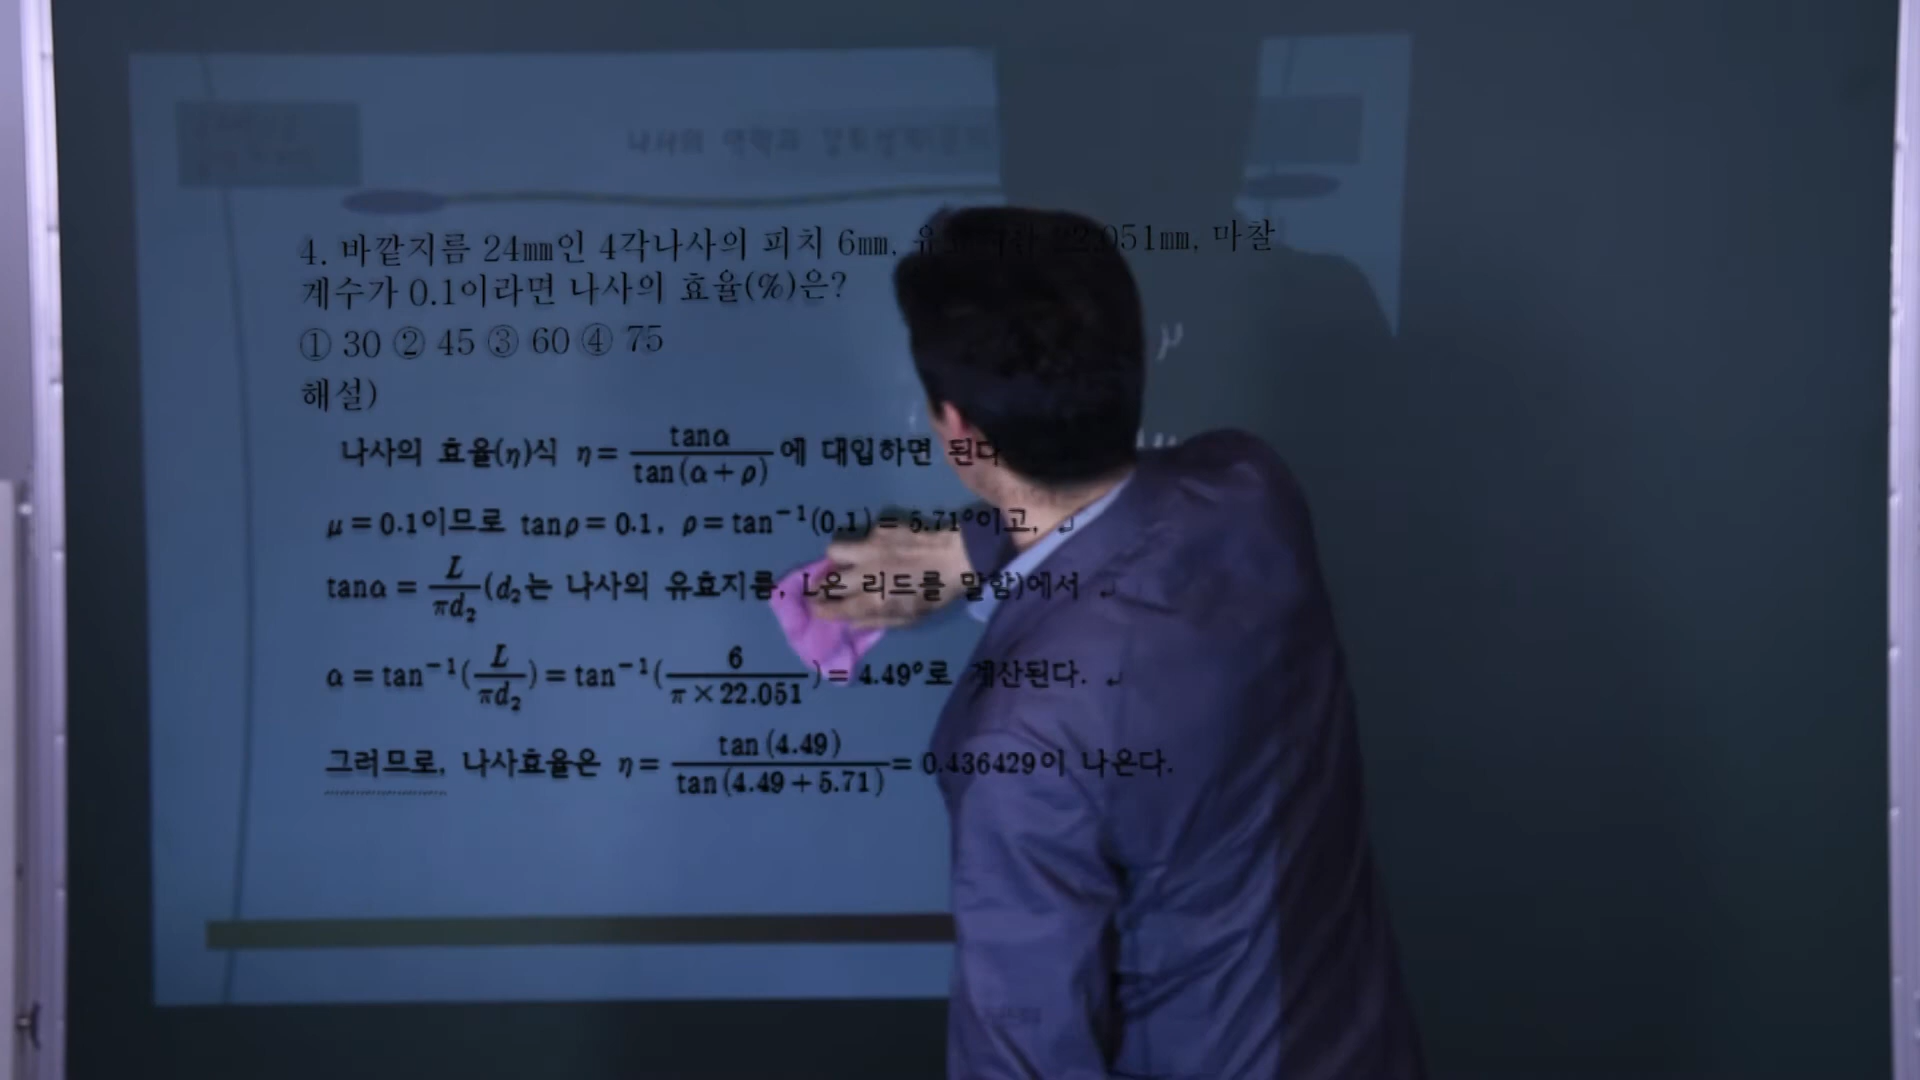 4. 바깥지름 24㎜인 4각나사의 피치 6㎜, 22.051㎜, 마찰
계수가 0.1이라면 나사의 효율(%)은?
① 30 ② 45 ③ 60 ④ 75
해설)
나사의 효율(η)식 η = tanα / tan(α+ρ) 에 대입하면 된다
μ = 0.1이므로 tanρ = 0.1, ρ = tan⁻¹(0.1) = 5.71°이고, ↵
tanα = L / πd₂ (d₂는 나사의 유효지름, L은 리드를 말함)에서 ↵
α = tan⁻¹(L / πd₂) = tan⁻¹(6 / π×22.051) = 4.49°로 계산된다. ↵
그러므로, 나사효율은 η = tan(4.49) / tan(4.49+5.71) = 0.436429이 나온다.
μ